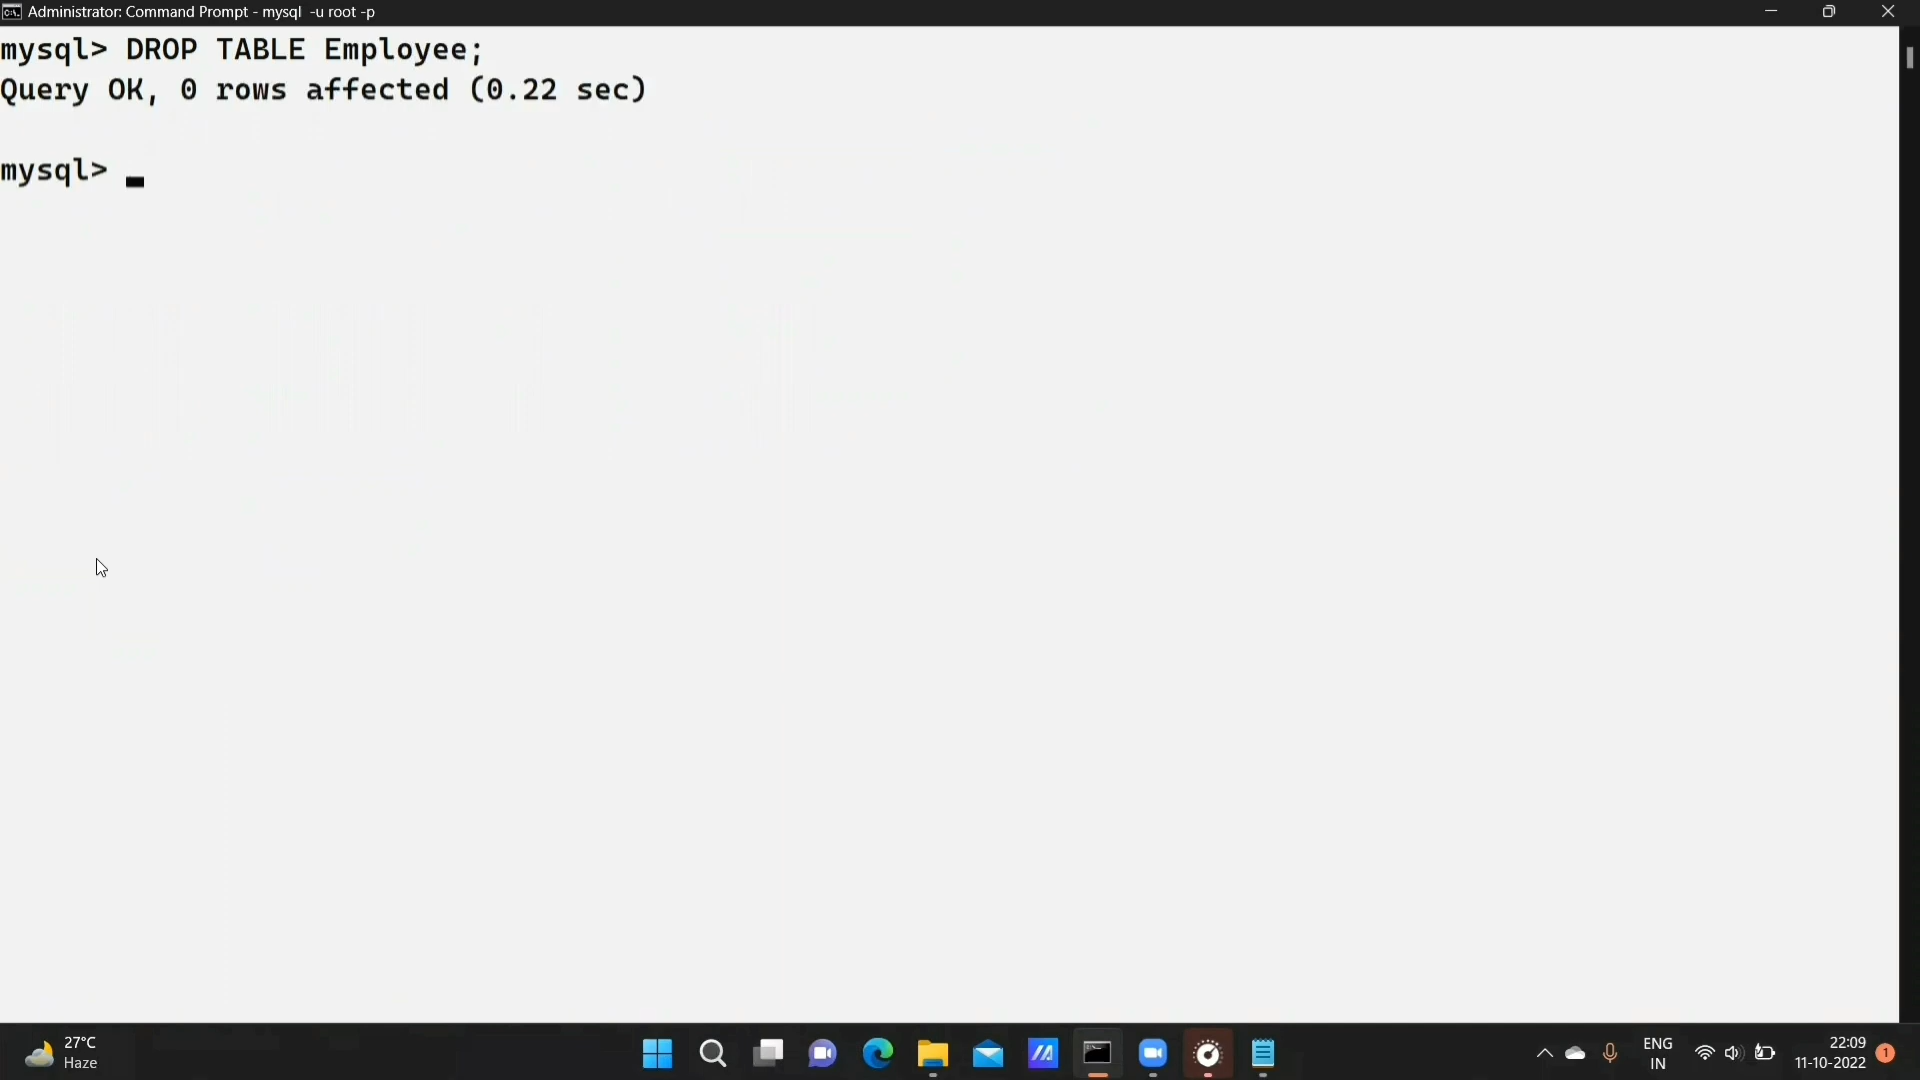 Administrator: Command Prompt - mysql -u root -p
mysql> DROP TABLE Employee;
Query OK, 0 rows affected (0.22 sec)
mysql>
27°C
Haze
ENG
IN
22:09
11-10-2022
1